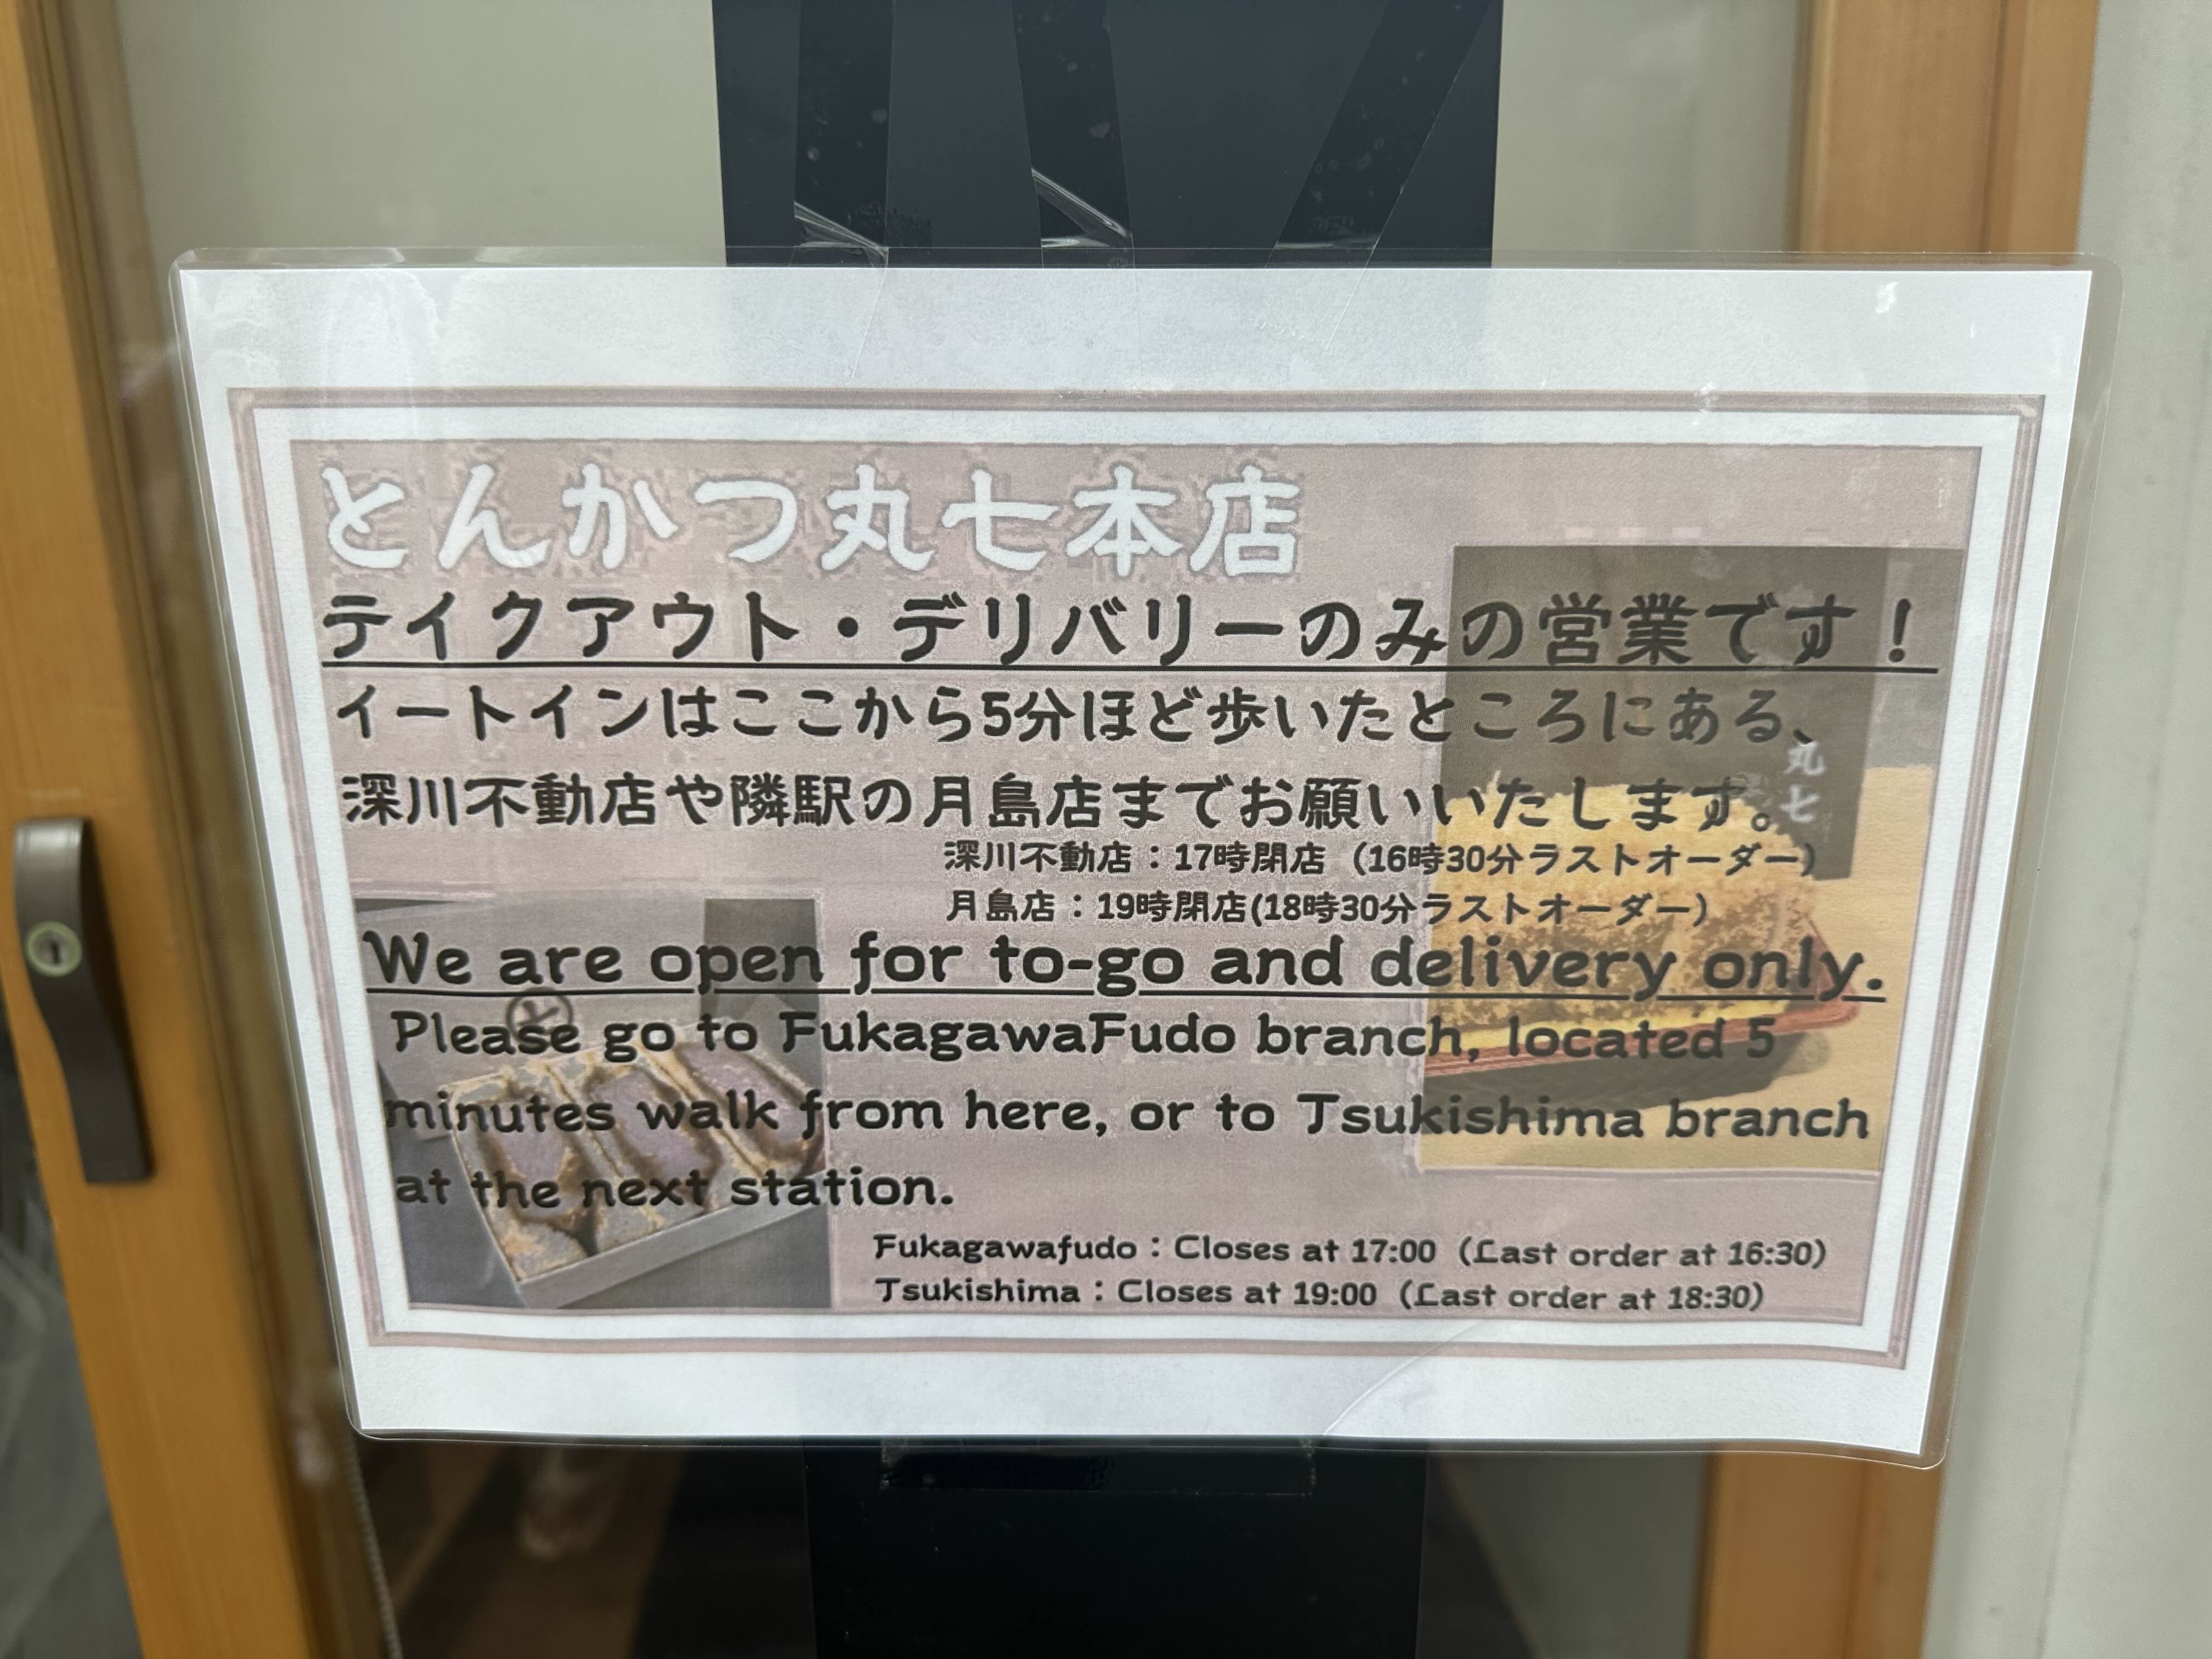 とんかつ丸七本店
テイクアウト・デリバリーのみの営業です！
イートインはここから5分ほど歩いたところにある、
深川不動店や隣駅の月島店までお願いいたします。
丸七
深川不動店：17時閉店（16時30分ラストオーダー）
月島店：19時閉店(18時30分ラストオーダー）
We are open for to-go and delivery only.
Please go to FukagawaFudo branch, located 5
minutes walk from here, or to Tsukishima branch
at the next station.
Fukagawafudo：Closes at 17:00（Last order at 16:30）
Tsukishima：Closes at 19:00（Last order at 18:30）